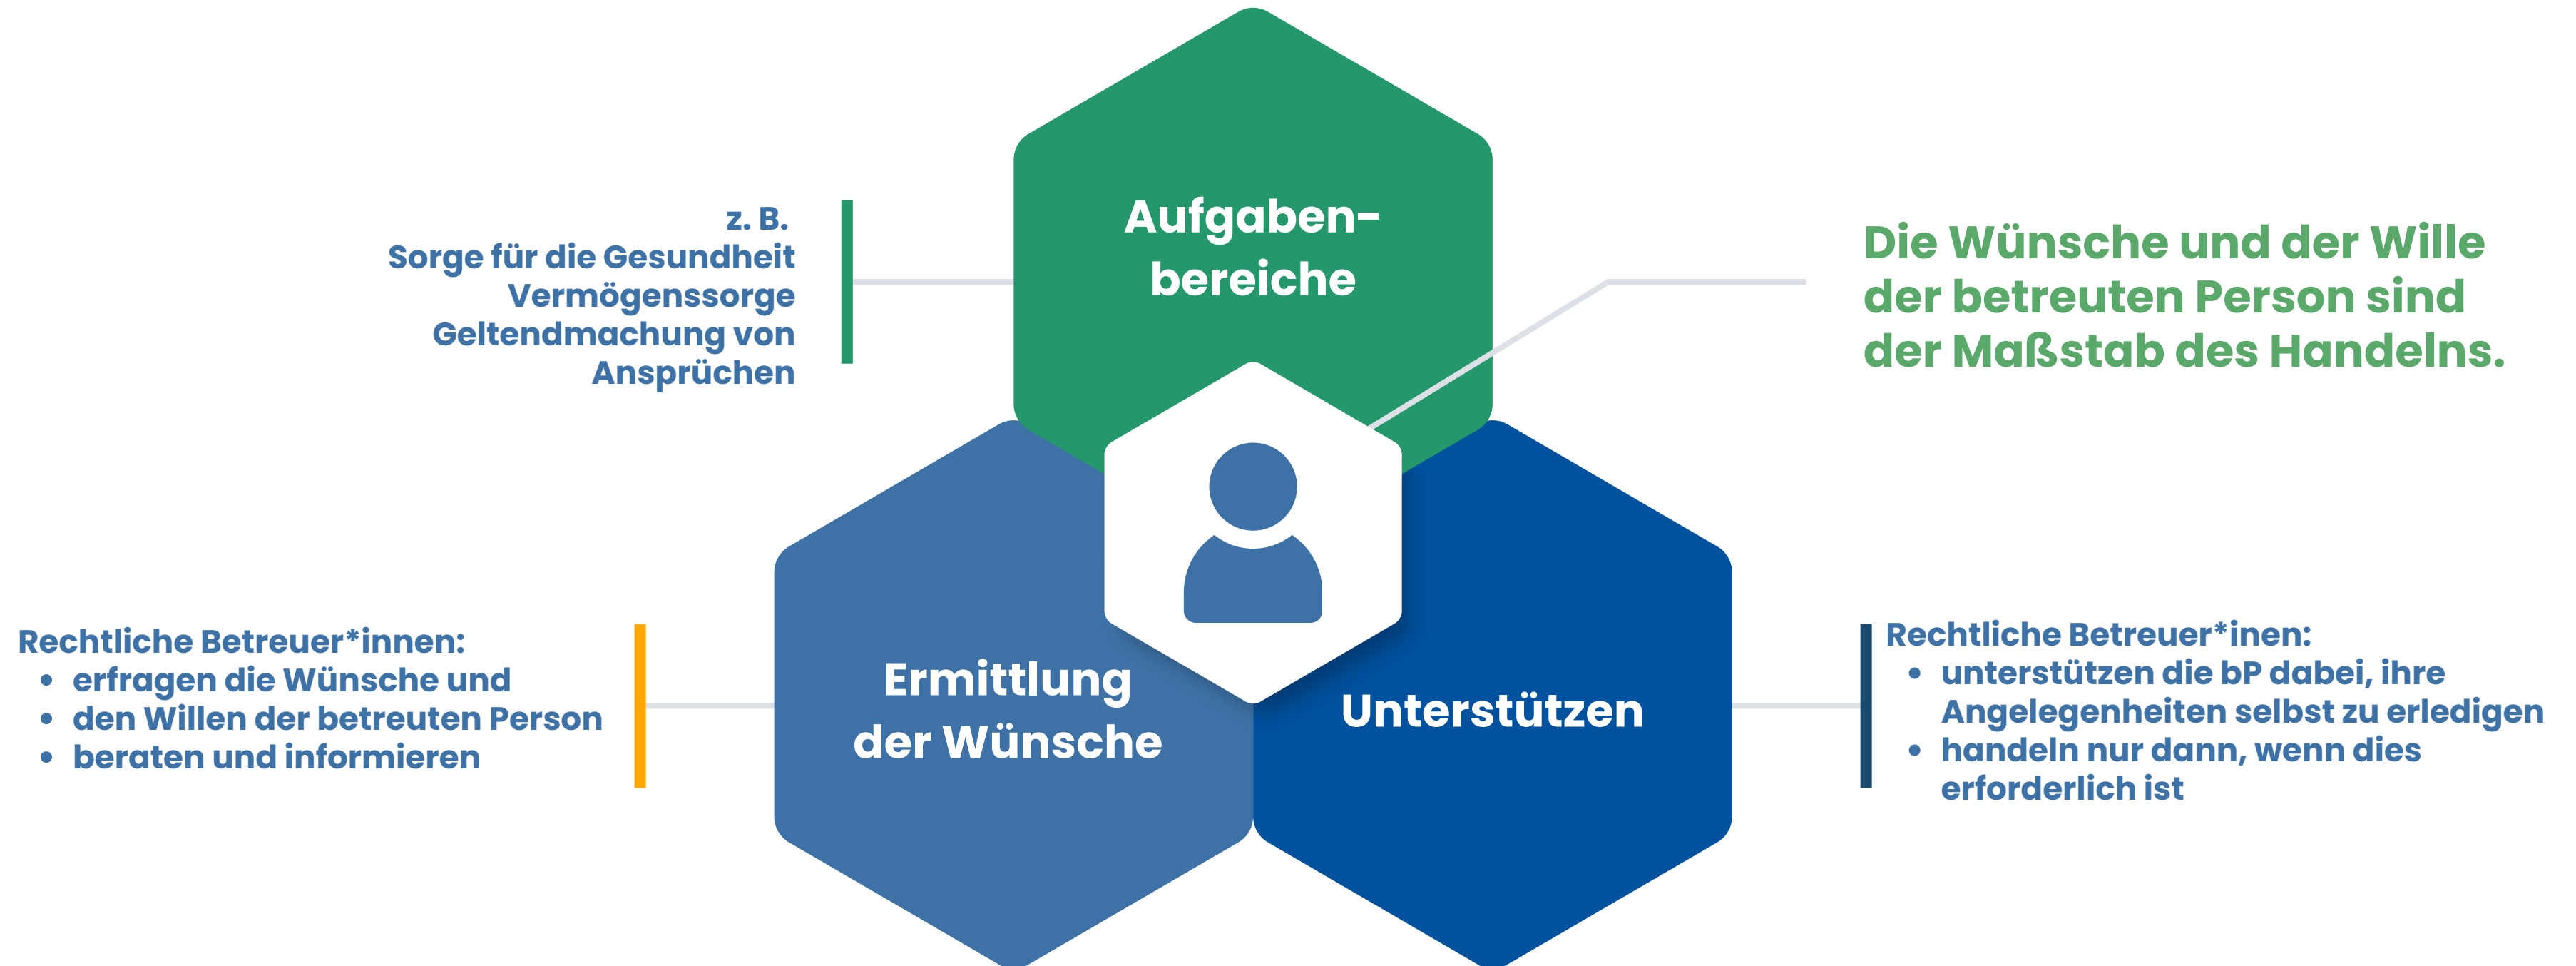 Aufgaben-
bereiche
z. B.
Sorge für die Gesundheit
Vermögenssorge
Geltendmachung von
Ansprüchen
Die Wünsche und der Wille
der betreuten Person sind
der Maßstab des Handelns.
Rechtliche Betreuer*innen:
• erfragen die Wünsche und
• den Willen der betreuten Person
• beraten und informieren
Ermittlung
der Wünsche
Unterstützen
Rechtliche Betreuer*inen:
• unterstützen die bP dabei, ihre
Angelegenheiten selbst zu erledigen
• handeln nur dann, wenn dies
erforderlich ist